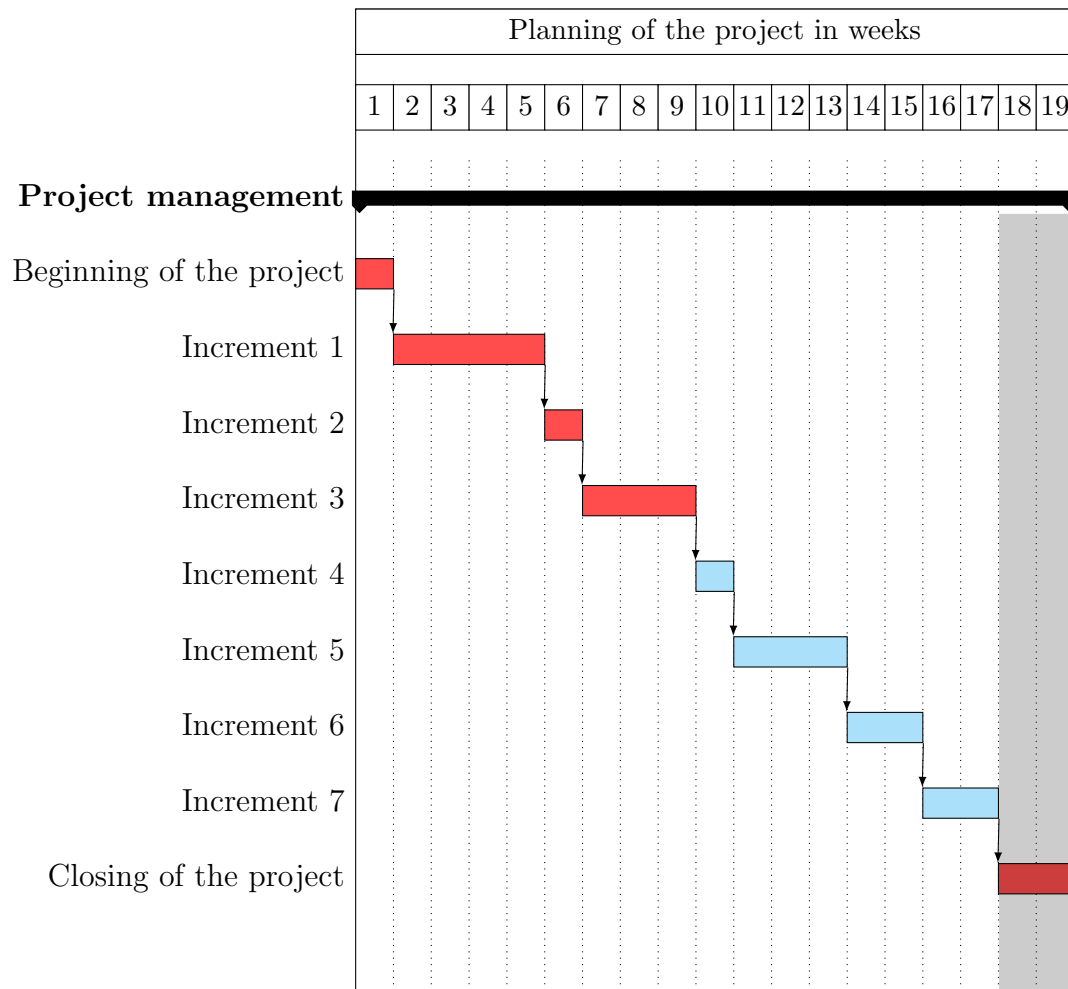 Planning of the project in weeks
1 2 3 4 5 6 7 8 9 10 11 12 13 14 15 16 17 18 19
Project management
Beginning of the project
Increment 1
Increment 2
Increment 3
Increment 4
Increment 5
Increment 6
Increment 7
Closing of the project